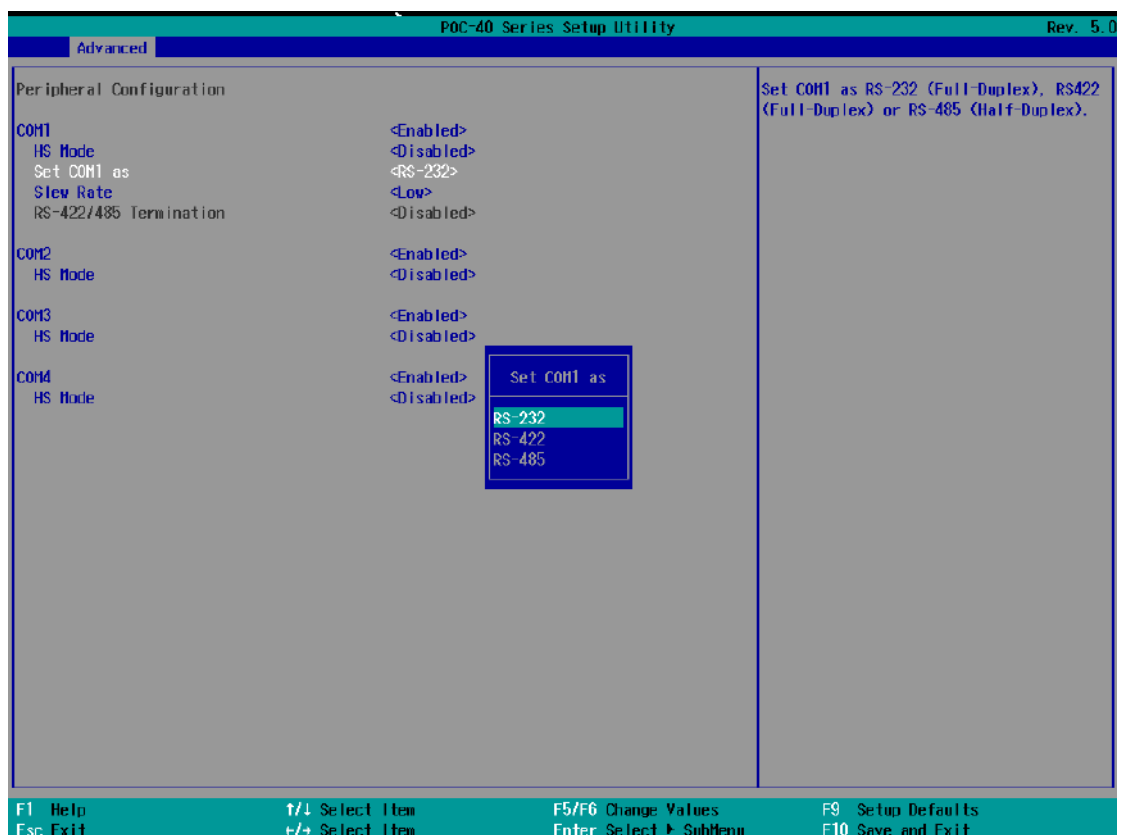 POC-40 Series Setup Utility Rev. 5.0
Advanced
Peripheral Configuration
COM1 <Enabled>
HS Mode <Disabled>
Set COM1 as <RS-232>
Slew Rate <Low>
RS-422/485 Termination <Disabled>
COM2 <Enabled>
HS Mode <Disabled>
COM3 <Enabled>
HS Mode <Disabled>
COM4 <Enabled>
HS Mode <Disabled>
Set COM1 as
RS-232
RS-422
RS-485
Set COM1 as RS-232 (Full-Duplex), RS422
(Full-Duplex) or RS-485 (Half-Duplex).
F1 Help ↑/↓ Select Item F5/F6 Change Values F9 Setup Defaults
Esc Exit ←/→ Select Item Enter Select ▶ SubMenu F10 Save and Exit